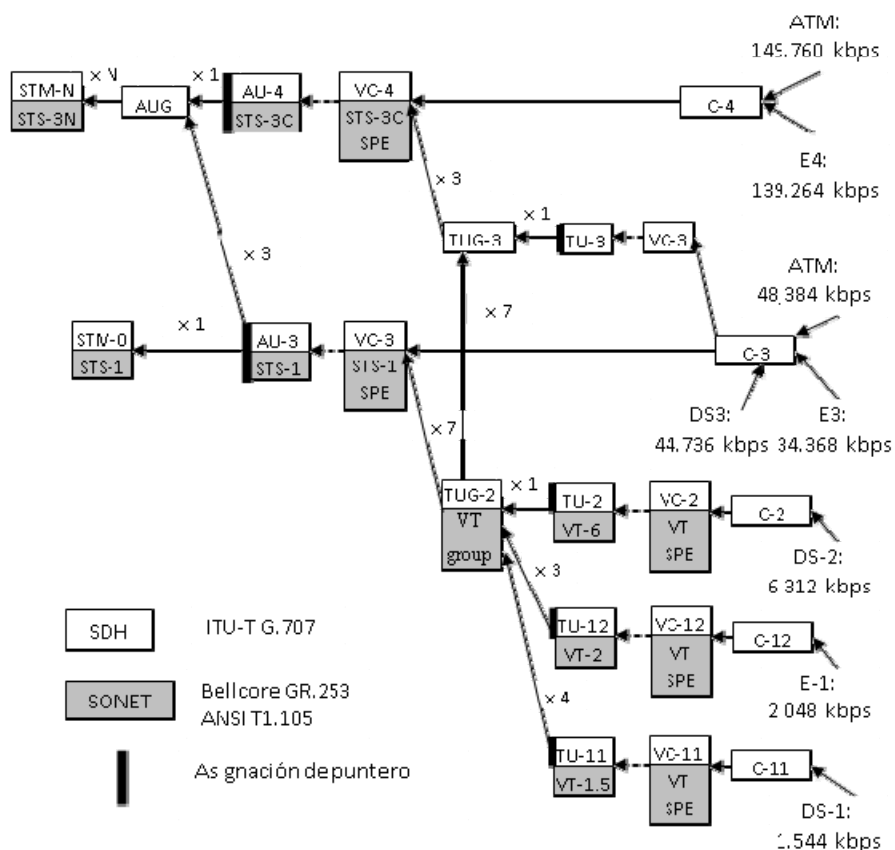 ATM:
149.760 kbps
× N
× 1
STM-N
STS-3N
AUG
AU-4
STS-3C
VC-4
STS-3C
SPE
C-4
E4:
139.264 kbps
× 3
× 1
TUG-3
TU-3
VC-3
ATM:
48.384 kbps
× 3
× 7
× 1
STM-0
STS-1
AU-3
STS-1
VC-3
STS-1
SPE
C-3
DS3:
44.736 kbps
E3:
34.368 kbps
× 7
× 1
TUG-2
VT
group
TU-2
VT-6
VC-2
VT
SPE
C-2
DS-2:
6.312 kbps
× 3
TU-12
VT-2
VC-12
VT
SPE
C-12
E-1:
2.048 kbps
× 4
TU-11
VT-1.5
VC-11
VT
SPE
C-11
DS-1:
1.544 kbps
SDH
ITU-T G.707
SONET
Bellcore GR.253
ANSI T1.105
Asignación de puntero